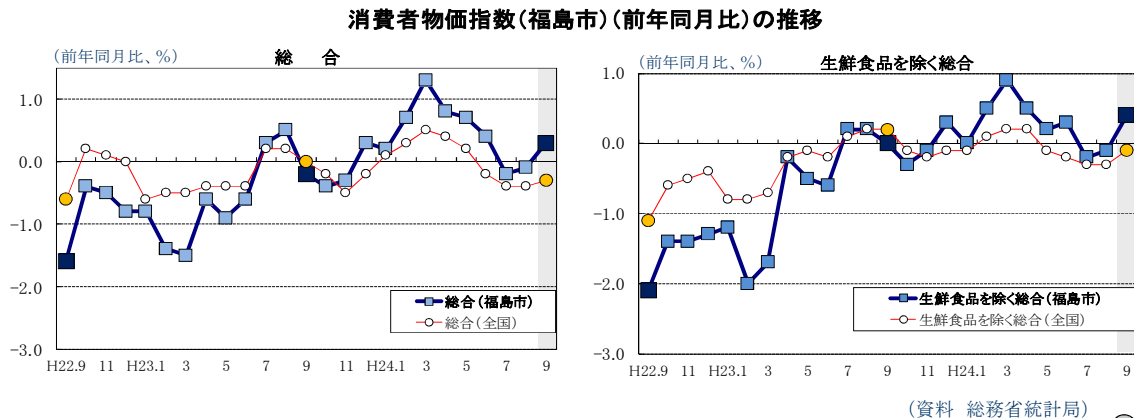 消費者物価指数(福島市)(前年同月比)の推移
(前年同月比、%)
総　合
1.0
0.0
−1.0
−2.0
−3.0
総合(福島市)
総合(全国)
H22.9 11 H23.1 3 5 7 9 11 H24.1 3 5 7 9
(前年同月比、%)
生鮮食品を除く総合
1.0
0.0
−1.0
−2.0
−3.0
生鮮食品を除く総合(福島市)
生鮮食品を除く総合(全国)
H22.9 11 H23.1 3 5 7 9 11 H24.1 3 5 7 9
(資料　総務省統計局)